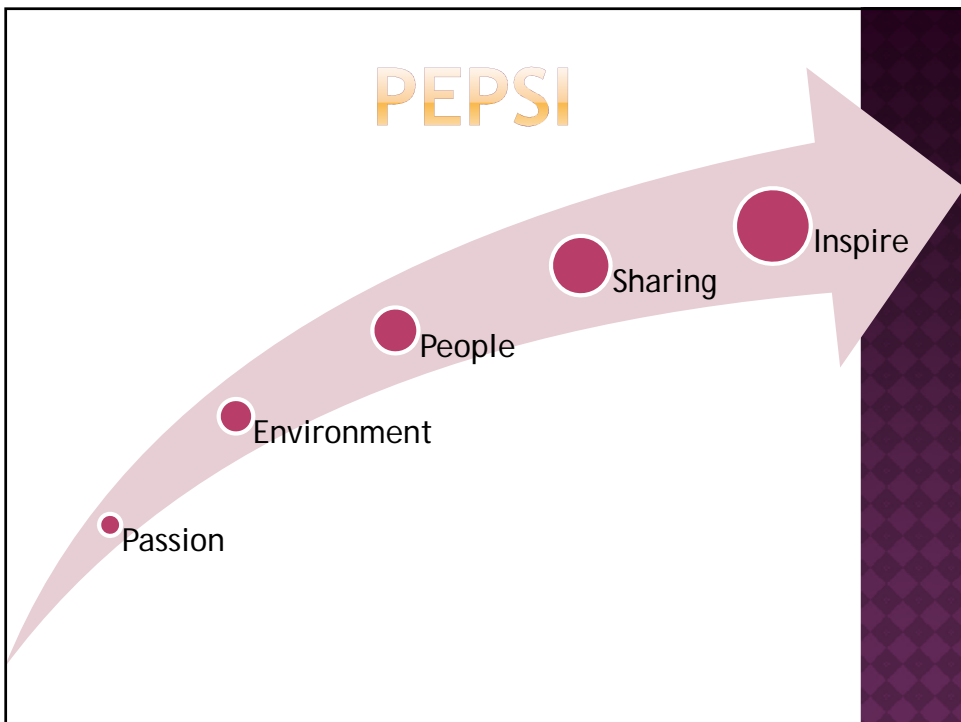 PEPSI
Inspire
Sharing
People
Environment
Passion